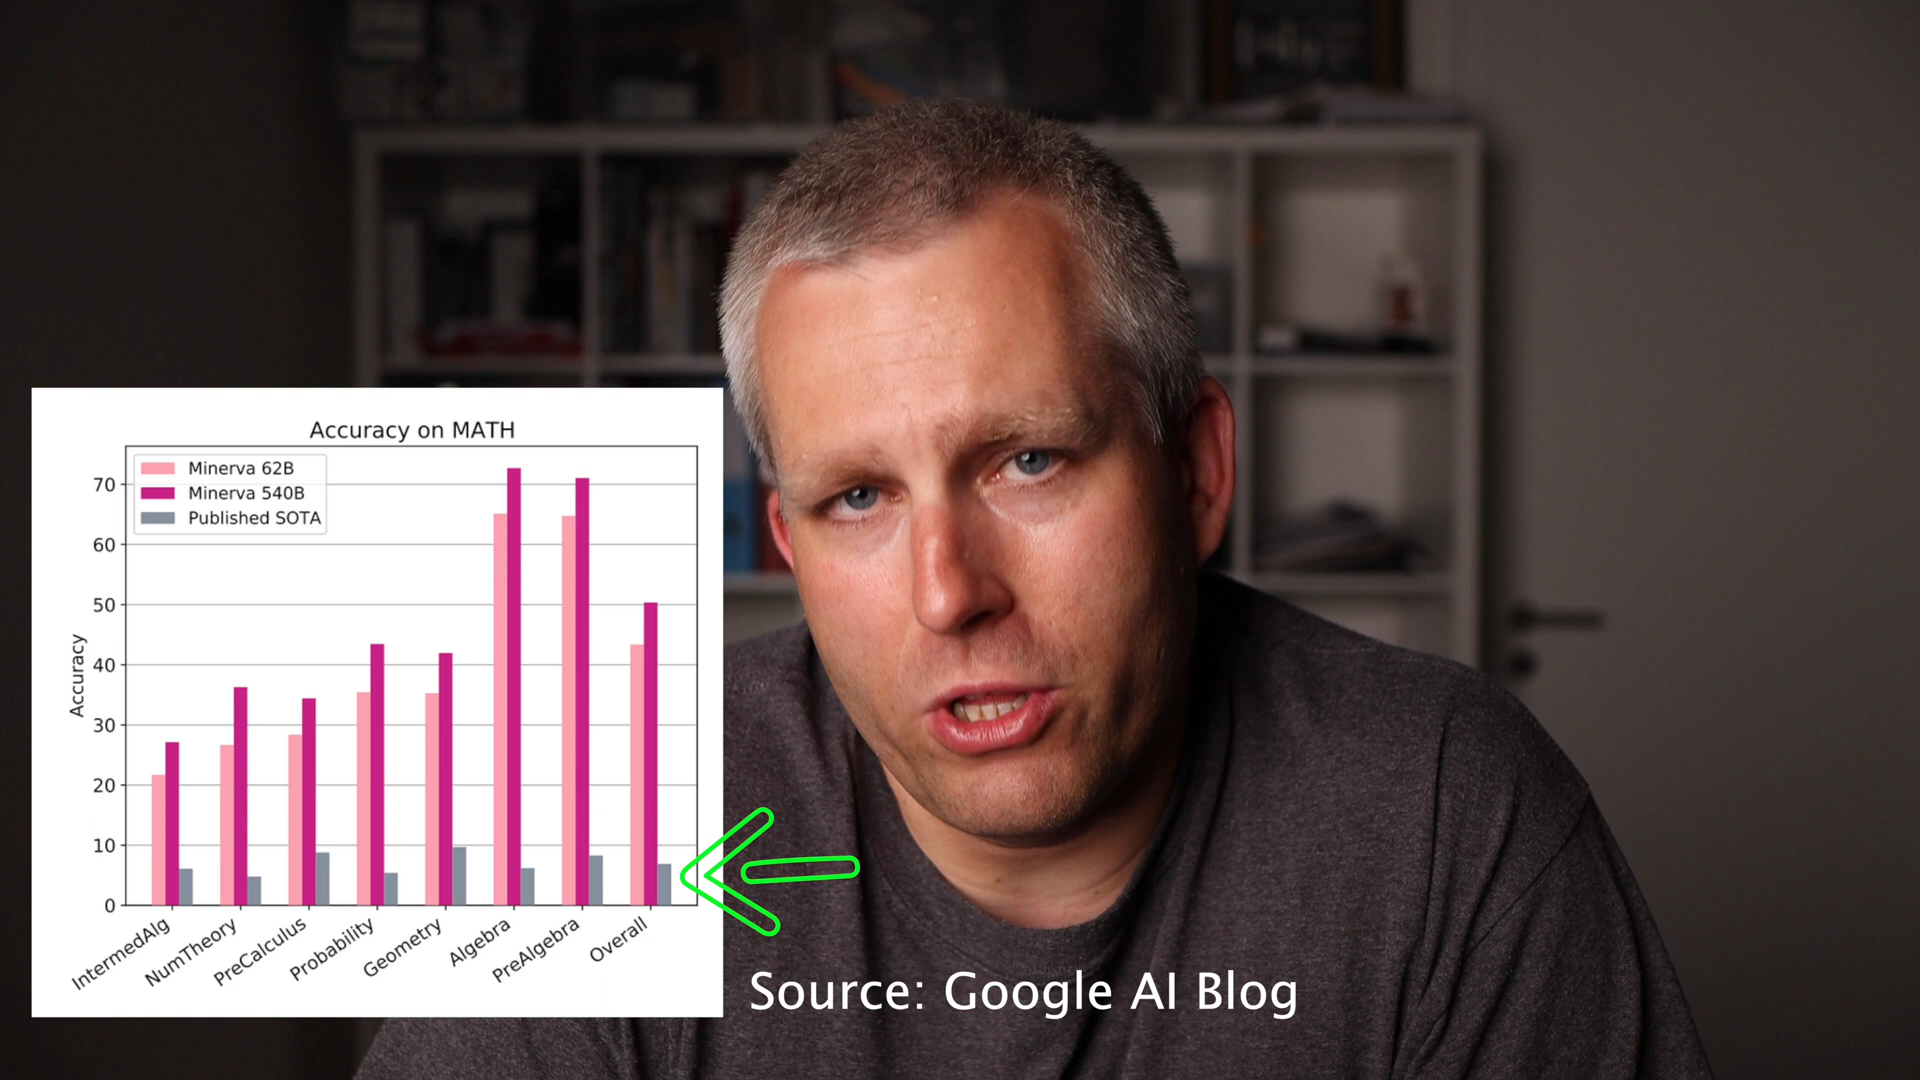 Accuracy on MATH
Minerva 62B
Minerva 540B
Published SOTA
Accuracy
70
60
50
40
30
20
10
0
IntermedAlg
NumTheory
PreCalculus
Probability
Geometry
Algebra
PreAlgebra
Overall
Source: Google AI Blog